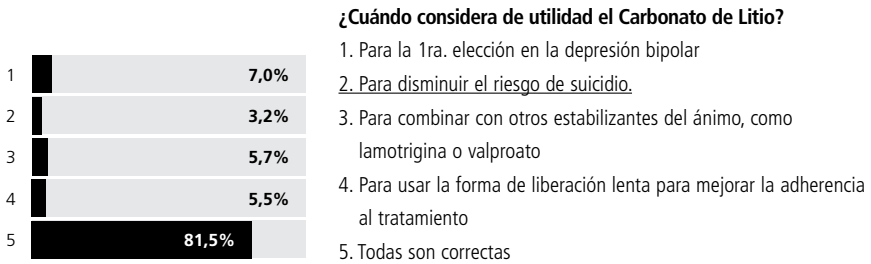 ¿Cuándo considera de utilidad el Carbonato de Litio?
1. Para la 1ra. elección en la depresión bipolar
2. Para disminuir el riesgo de suicidio.
3. Para combinar con otros estabilizantes del ánimo, como
lamotrigina o valproato
4. Para usar la forma de liberación lenta para mejorar la adherencia
al tratamiento
5. Todas son correctas
1 7,0%
2 3,2%
3 5,7%
4 5,5%
5 81,5%